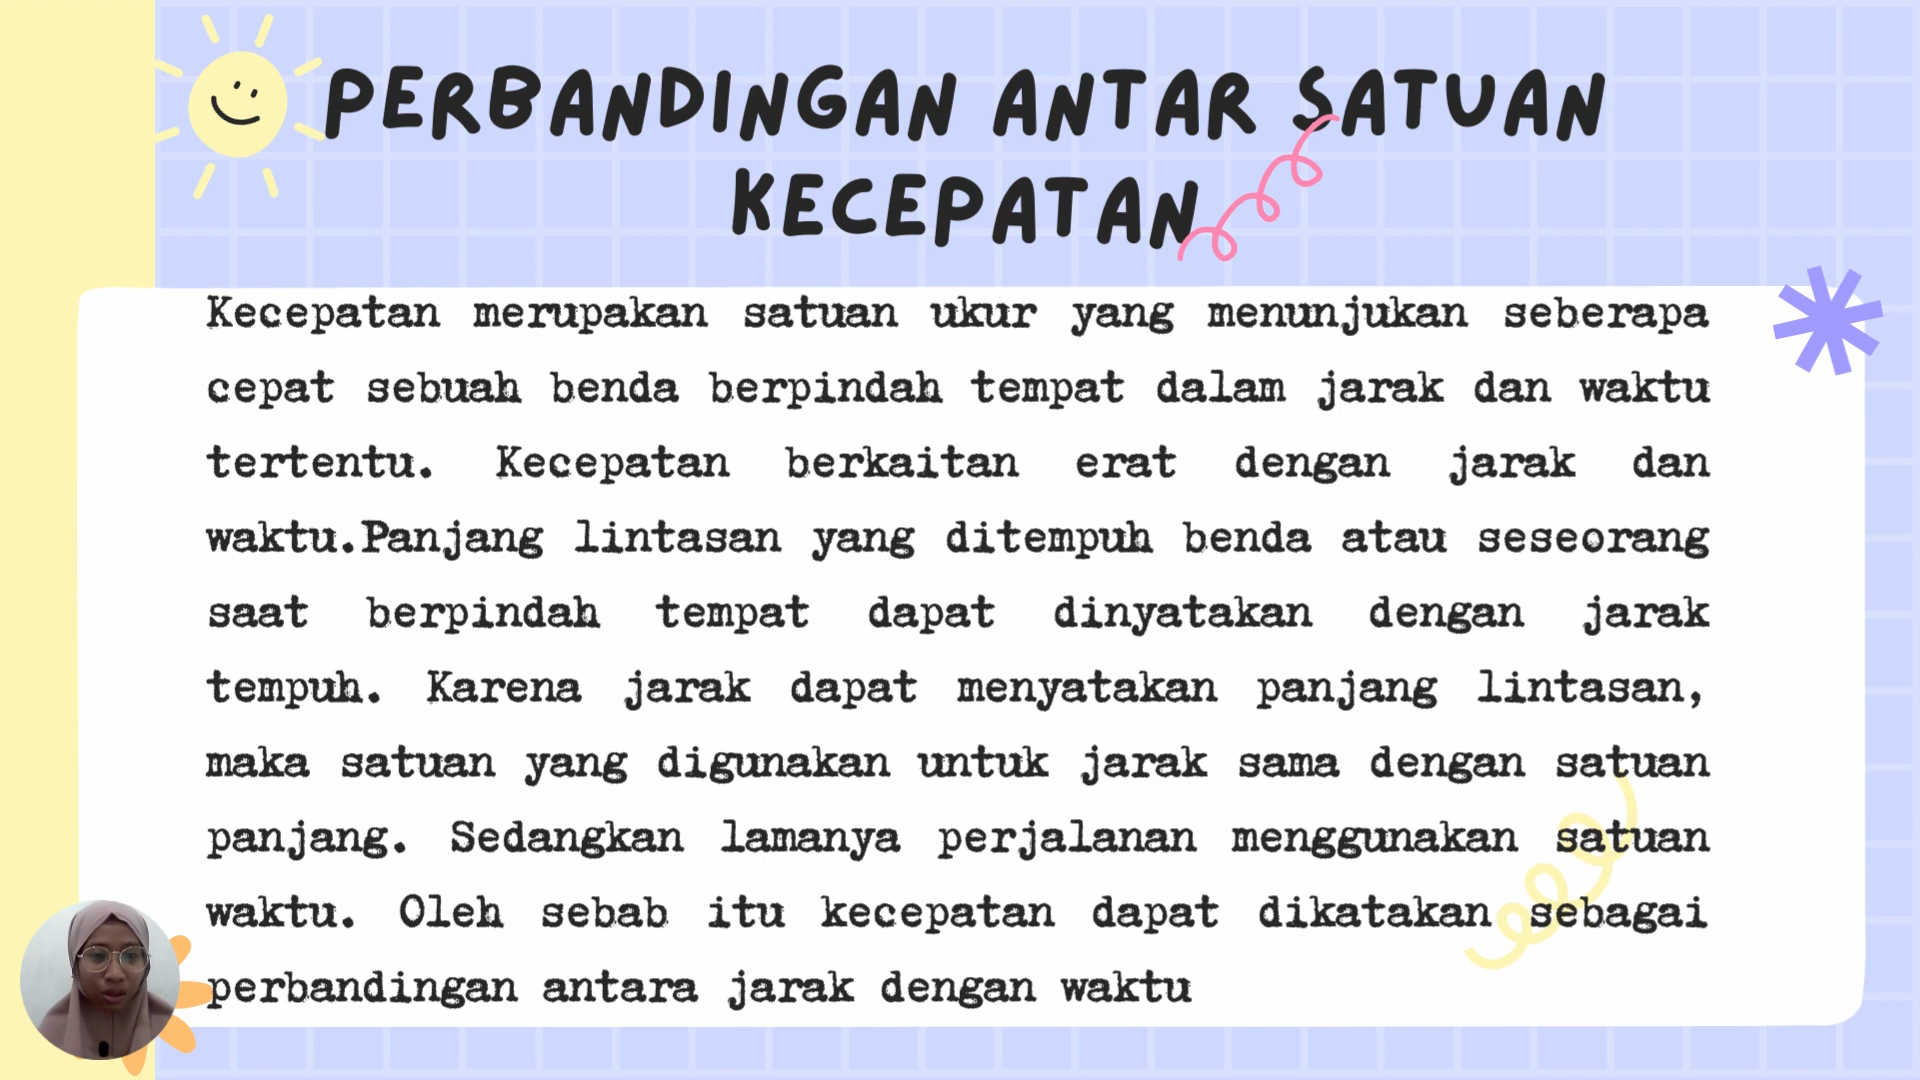 PERBANDINGAN ANTAR SATUAN
KECEPATAN
Kecepatan merupakan satuan ukur yang menunjukan seberapa
cepat sebuah benda berpindah tempat dalam jarak dan waktu
tertentu. Kecepatan berkaitan erat dengan jarak dan
waktu.Panjang lintasan yang ditempuh benda atau seseorang
saat berpindah tempat dapat dinyatakan dengan jarak
tempuh. Karena jarak dapat menyatakan panjang lintasan,
maka satuan yang digunakan untuk jarak sama dengan satuan
panjang. Sedangkan lamanya perjalanan menggunakan satuan
waktu. Oleh sebab itu kecepatan dapat dikatakan sebagai
perbandingan antara jarak dengan waktu